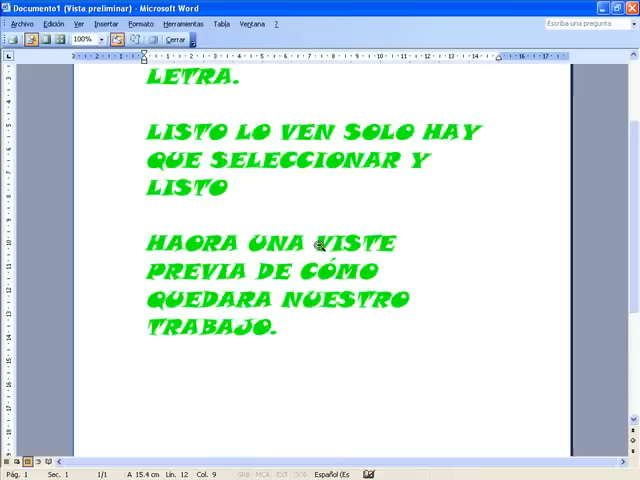 Documento1 (Vista preliminar) - Microsoft Word
Archivo Edición Ver Insertar Formato Herramientas Tabla Ventana ? Escriba una pregunta
100% Cerrar
LETRA.
LISTO LO VEN SOLO HAY
QUE SELECCIONAR Y
LISTO
HAORA UNA VISTE
PREVIA DE CÓMO
QUEDARA NUESTRO
TRABAJO.
Pág. 1 Sec. 1 1/1 A 15.4 cm Lín. 12 Col. 9 GRB MCA EXT SOB Español (Es